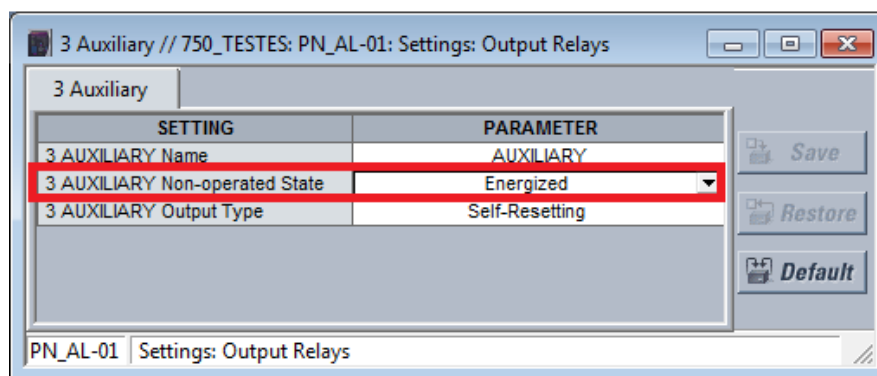 3 Auxiliary // 750_TESTES: PN_AL-01: Settings: Output Relays
3 Auxiliary
SETTING PARAMETER
3 AUXILIARY Name AUXILIARY
3 AUXILIARY Non-operated State Energized
3 AUXILIARY Output Type Self-Resetting
Save
Restore
Default
PN_AL-01 Settings: Output Relays